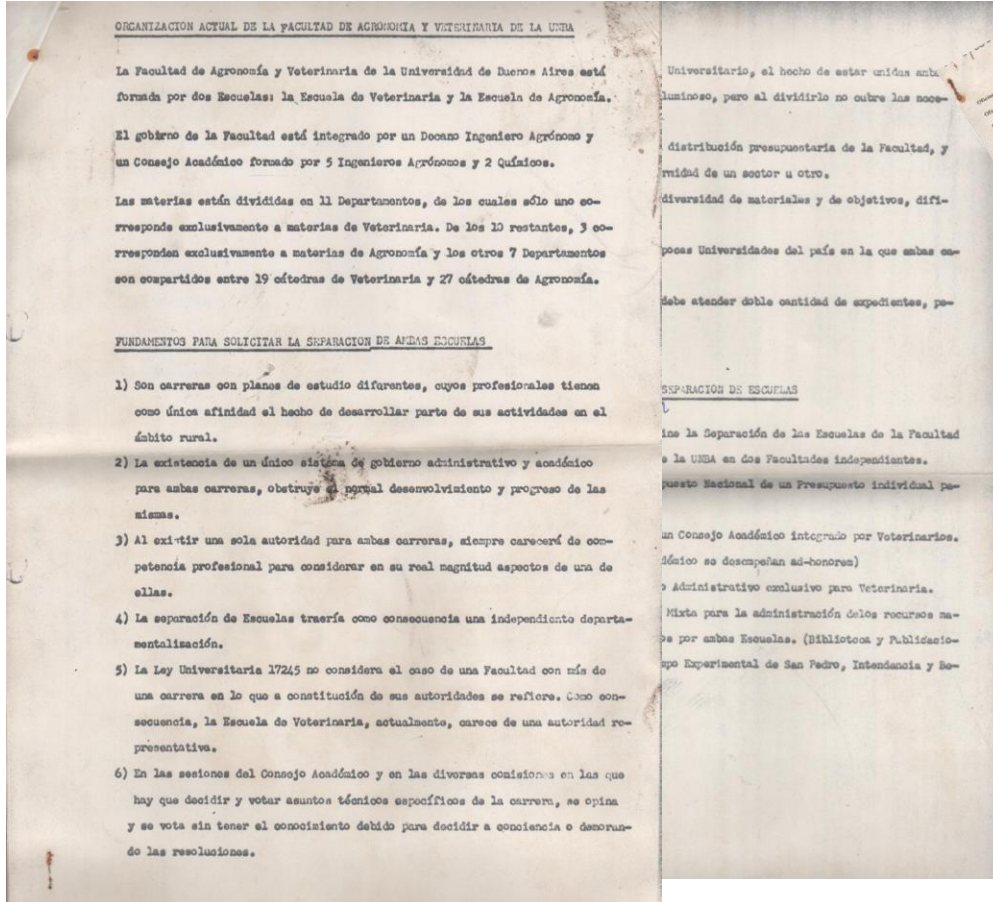 ORGANIZACION ACTUAL DE LA FACULTAD DE AGRONOMIA Y VETERINARIA DE LA UNBA
La Facultad de Agronomía y Veterinaria de la Universidad de Buenos Aires está
formada por dos Escuelas: la Escuela de Veterinaria y la Escuela de Agronomía.
El gobirno de la Facultad está integrado por un Decano Ingeniero Agrónomo y
un Consejo Académico formado por 5 Ingenieros Agrónomos y 2 Químicos.
Las materias están divididas en 11 Departamentos, de los cuales sólo uno co-
rresponde exclusivamente a materias de Veterinaria. De los 10 restantes, 3 co-
rresponden exclusivamente a materias de Agronomía y los otros 7 Departamentos
son compartidos entre 19 cátedras de Veterinaria y 27 cátedras de Agronomía.
FUNDAMENTOS PARA SOLICITAR LA SEPARACION DE AMBAS ESCUELAS
1) Son carreras con planes de estudio diferentes, cuyos profesionales tienen
como única afinidad el hecho de desarrollar parte de sus actividades en el
ámbito rural.
2) La existencia de un único sistema de gobierno administrativo y académico
para ambas carreras, obstruye el normal desenvolvimiento y progreso de las
mismas.
3) Al existir una sola autoridad para ambas carreras, siempre carecerá de com-
petencia profesional para considerar en su real magnitud aspectos de una de
ellas.
4) La separación de Escuelas traería como consecuencia una independiente departa-
mentalización.
5) La Ley Universitaria 17245 no considera el caso de una Facultad con más de
una carrera en lo que a constitución de sus autoridades se refiere. Como con-
secuencia, la Escuela de Veterinaria, actualmente, carece de una autoridad re-
presentativa.
6) En las sesiones del Consejo Académico y en las diversas comisiones en las que
hay que decidir y votar asuntos técnicos específicos de la carrera, se opina
y se vota sin tener el conocimiento debido para decidir a conciencia o demoran-
do las resoluciones.
Universitario, el hecho de estar unidas amba
luminoso, pero al dividirlo no cubre las nece-
distribución presupuestaria de la Facultad, y
rmidad de un sector u otro.
diversidad de materiales y de objetivos, difi-
pocas Universidades del país en la que ambas ca-
debe atender doble cantidad de expedientes, pe-
SEPARACION DE ESCUELAS
ine la Separación de las Escuelas de la Facultad
e la UNBA en dos Facultades independientes.
puesto Nacional de un Presupuesto individual pa-
un Consejo Académico integrado por Veterinarios.
démico se desempeñan ad-honorem)
o Administrativo exclusivo para Veterinaria.
Mixta para la administración delos recursos ma-
os por ambas Escuelas. (Biblioteca y Publicacio-
mpo Experimental de San Pedro, Intendencia y Be-